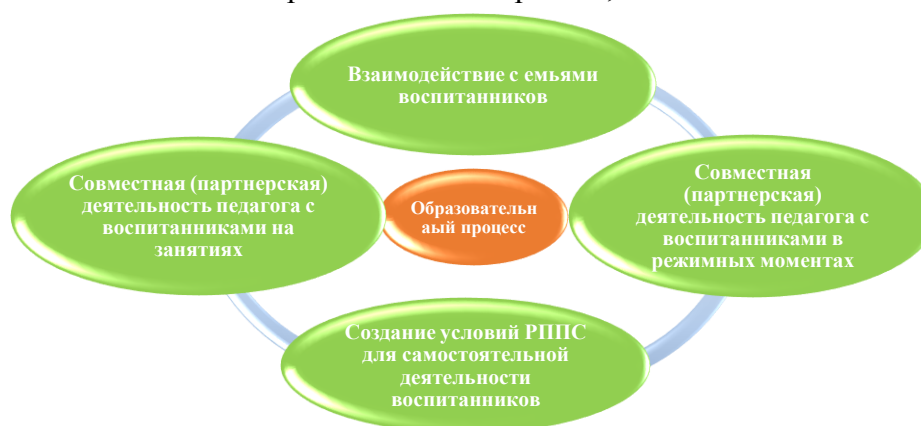 Взаимодействие с емьями
воспитанников
Совместная (партнерская)
деятельность педагога с
воспитанниками на
занятиях
Образовательн
аый процесс
Совместная
(партнерская)
деятельность педагога с
воспитанниками в
режимных моментах
Создание условий РППС
для самостоятельной
деятельности
воспитанников